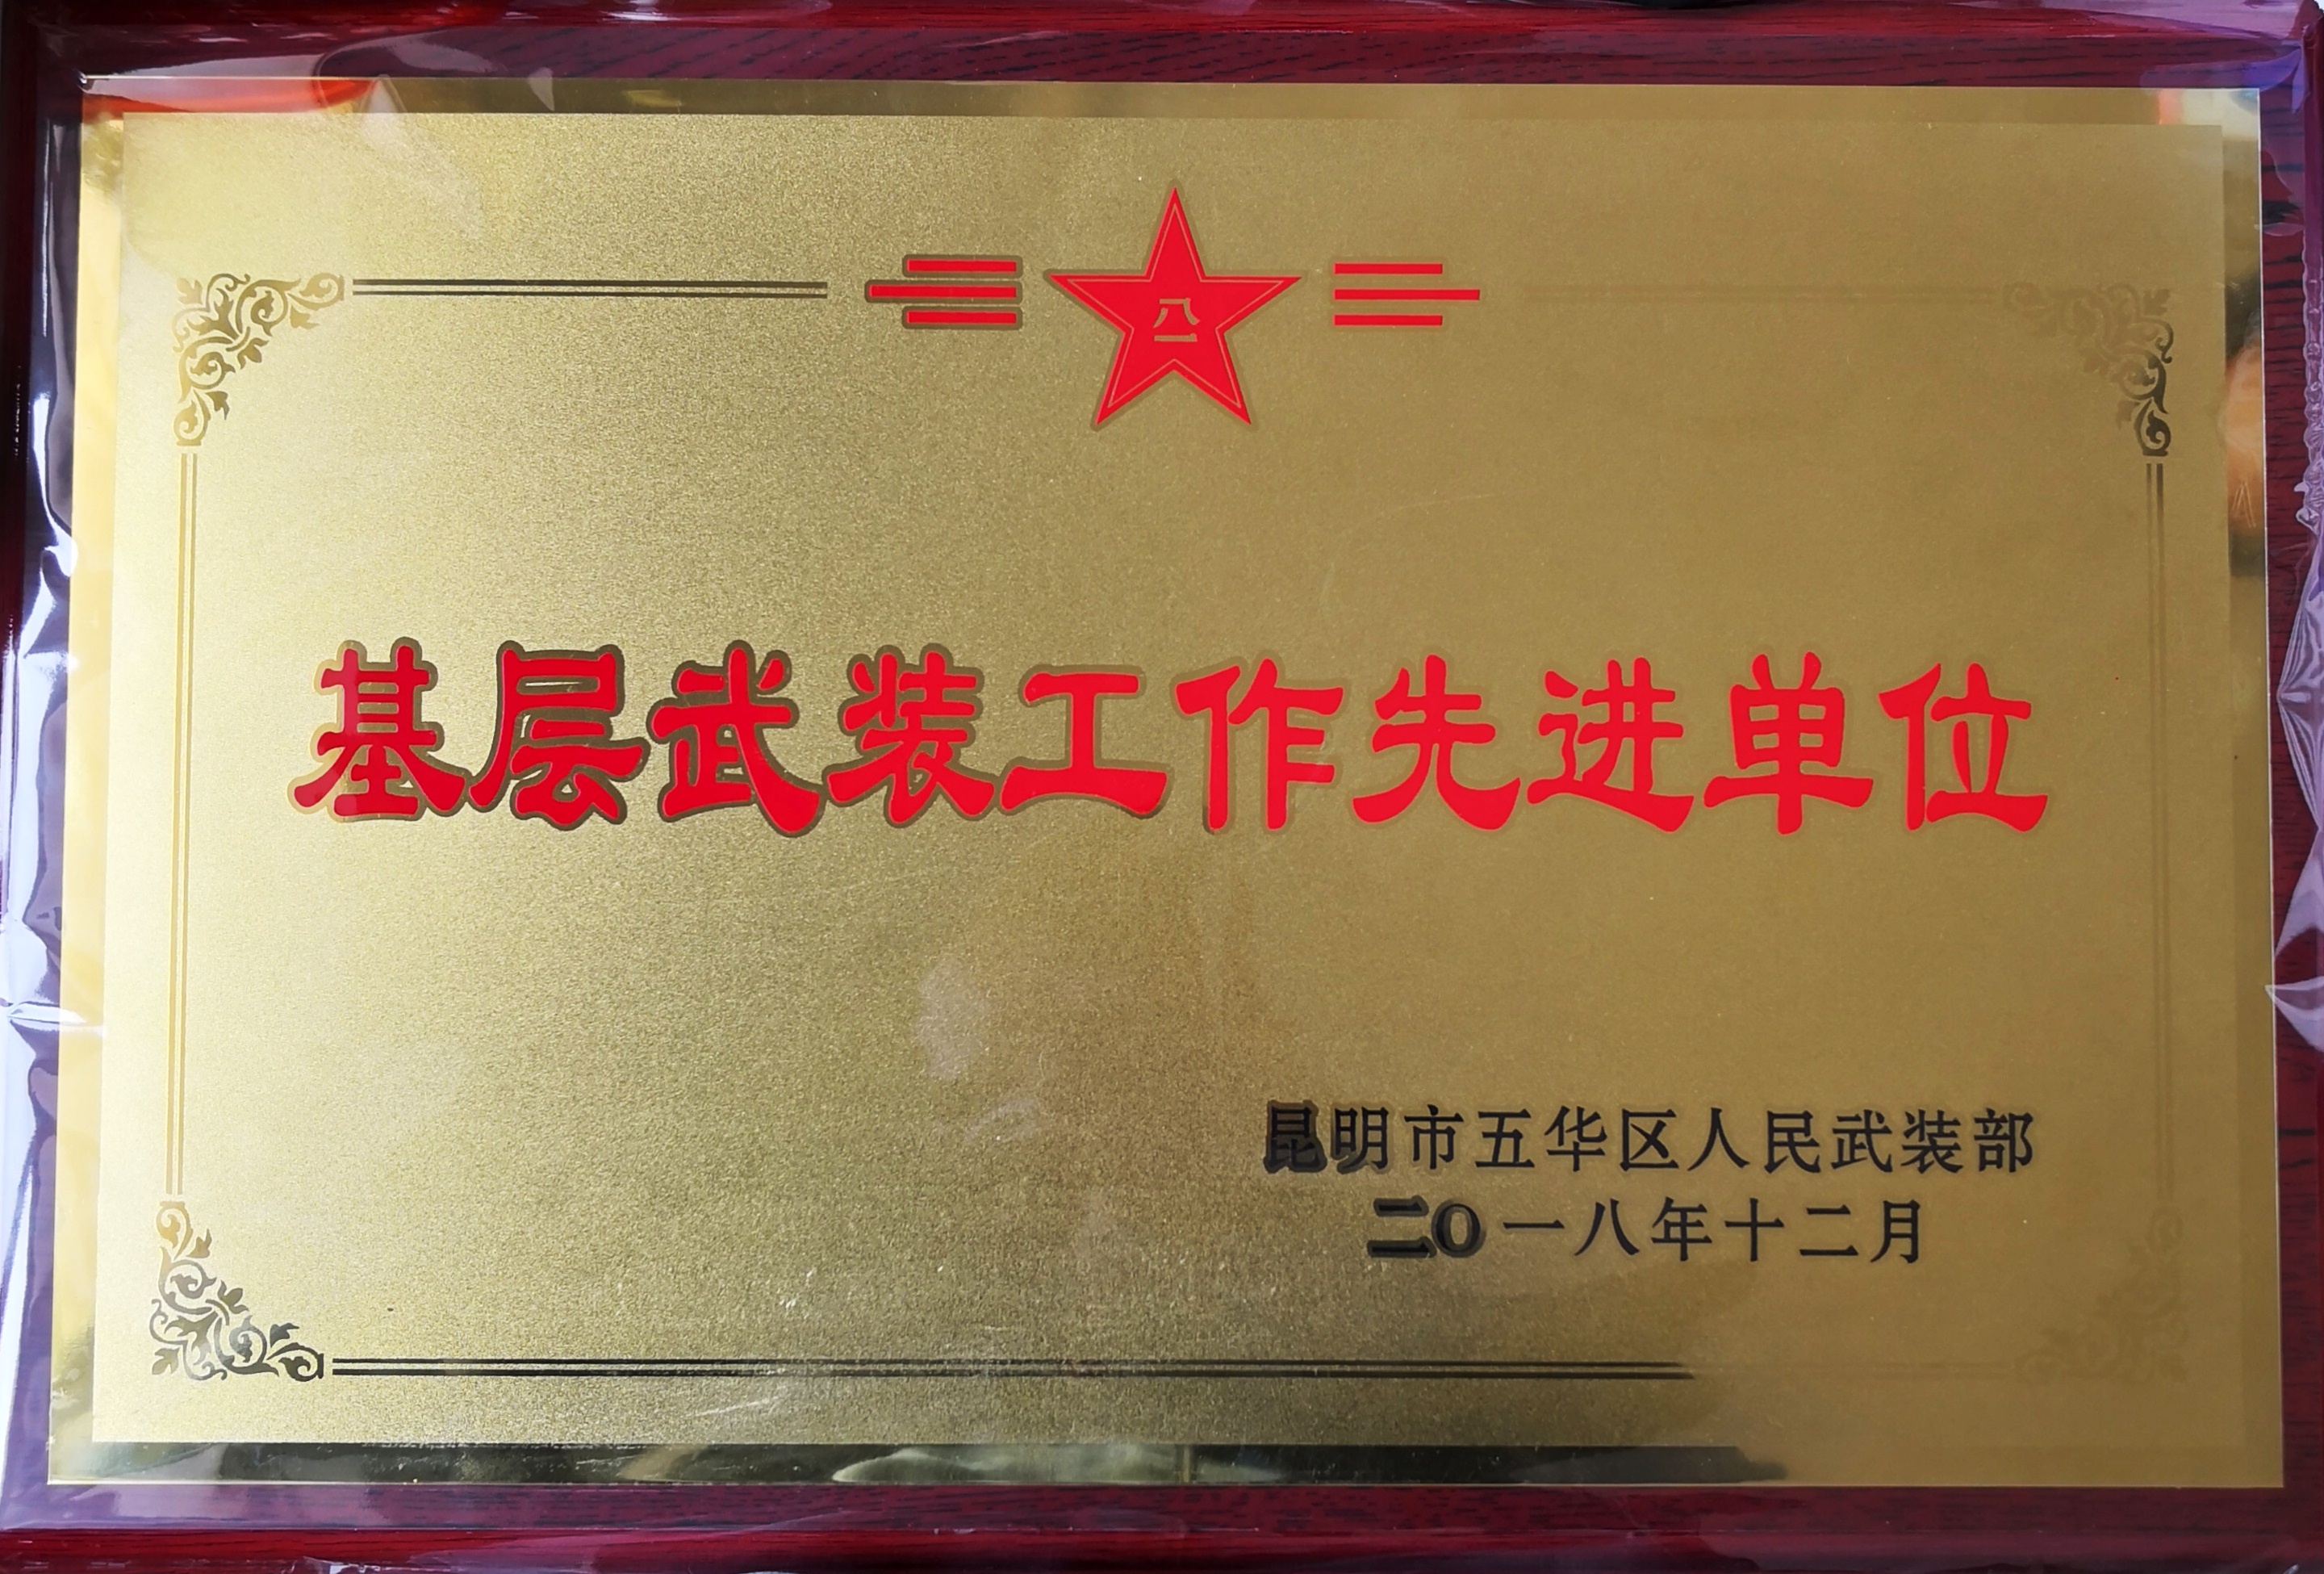 八一
基层武装工作先进单位
昆明市五华区人民武装部
二〇一八年十二月